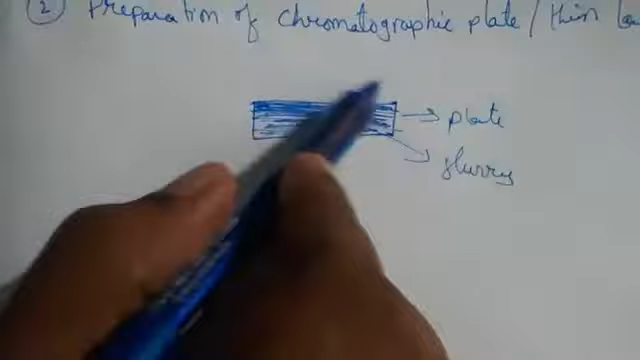 ② Preparation of chromatographic plate / thin
plate
slurry